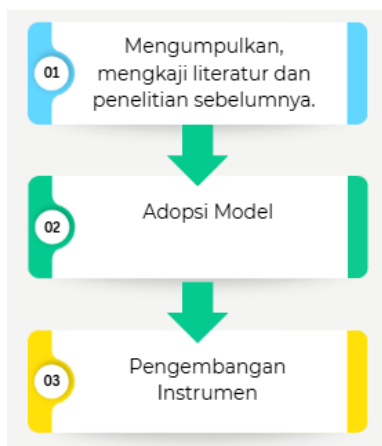 01
Mengumpulkan,
mengkaji literatur dan
penelitian sebelumnya.
02
Adopsi Model
03
Pengembangan
Instrumen